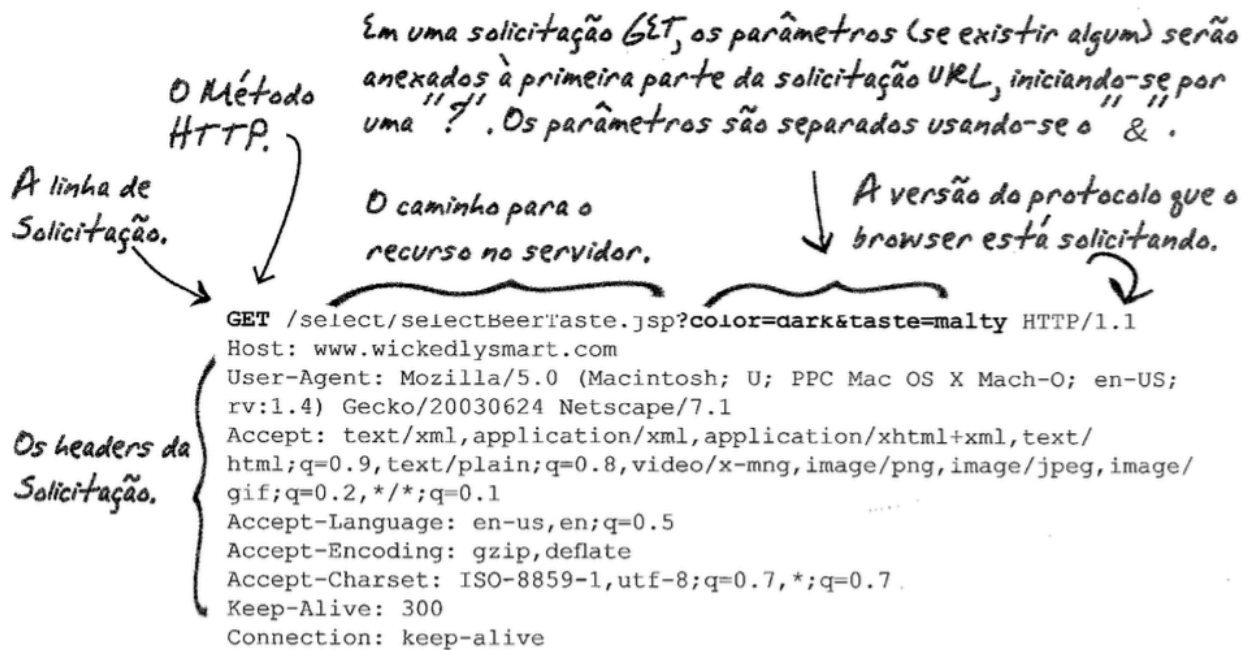 Em uma solicitação GET, os parâmetros (se existir algum) serão
anexados à primeira parte da solicitação URL, iniciando-se por
uma "?". Os parâmetros são separados usando-se o "&".
O Método
HTTP.
A linha de
Solicitação.
O caminho para o
recurso no servidor.
A versão do protocolo que o
browser está solicitando.
GET /select/selectBeerTaste.jsp?color=dark&taste=malty HTTP/1.1
Host: www.wickedlysmart.com
User-Agent: Mozilla/5.0 (Macintosh; U; PPC Mac OS X Mach-O; en-US;
rv:1.4) Gecko/20030624 Netscape/7.1
Accept: text/xml,application/xml,application/xhtml+xml,text/
html;q=0.9,text/plain;q=0.8,video/x-mng,image/png,image/jpeg,image/
gif;q=0.2,*/*;q=0.1
Accept-Language: en-us,en;q=0.5
Accept-Encoding: gzip,deflate
Accept-Charset: ISO-8859-1,utf-8;q=0.7,*;q=0.7
Keep-Alive: 300
Connection: keep-alive
Os headers da
Solicitação.